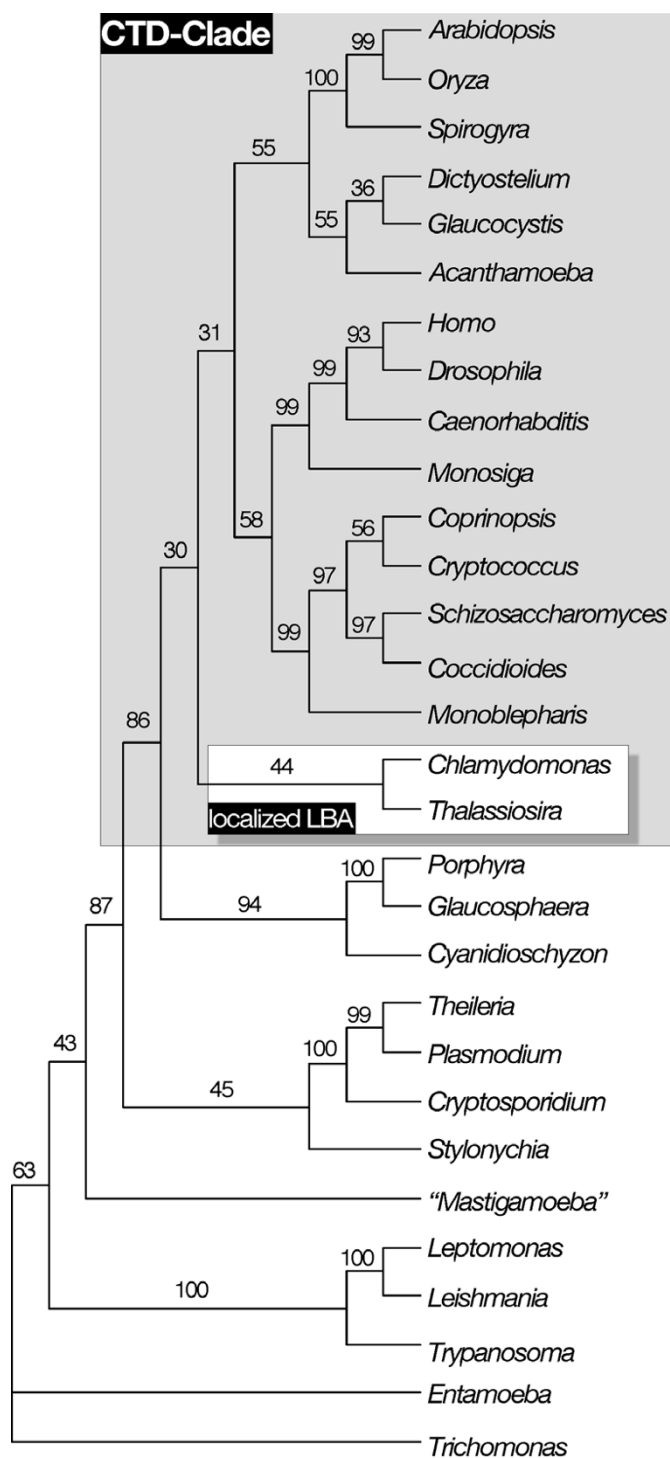 CTD-Clade
99
Arabidopsis
Oryza
100
Spirogyra
55
36
Dictyostelium
Glaucocystis
55
Acanthamoeba
31
93
Homo
Drosophila
99
Caenorhabditis
99
Monosiga
58
56
Coprinopsis
Cryptococcus
30
97
Schizosaccharomyces
97
Coccidioides
99
Monoblepharis
86
44
Chlamydomonas
localized LBA
Thalassiosira
100
Porphyra
87
94
Glaucosphaera
Cyanidioschyzon
99
Theileria
43
100
Plasmodium
45
Cryptosporidium
Stylonychia
63
“Mastigamoeba”
100
Leptomonas
100
Leishmania
Trypanosoma
Entamoeba
Trichomonas